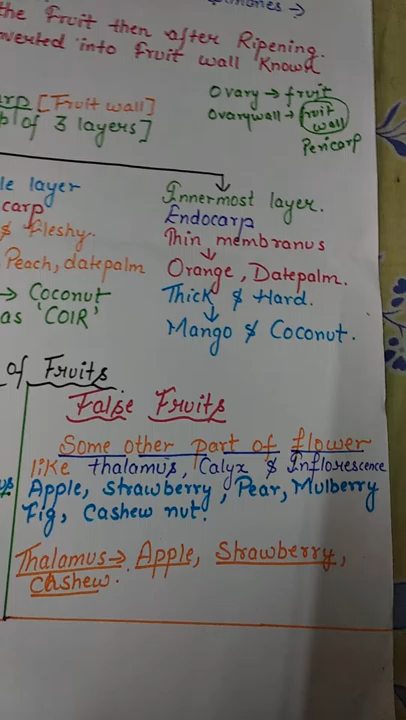 the fruit then after Ripening.
nverted into fruit wall Known
arp [Fruit wall]
p of 3 layers]
Ovary → fruit
Ovarywall → fruit wall
Pericarp
le layer
carp
& fleshy.
Peach, datepalm
→ Coconut
as 'COIR'
Innermost layer.
Endocarp
Thin membranus
Orange, Datepalm.
Thick & Hard.
Mango & Coconut.
of Fruits
False Fruits
Some other part of flower
like thalamus, Calyx & Inflorescence
Apple, strawberry, Pear, Mulberry
Fig, Cashew nut.
Thalamus → Apple, Strawberry,
Cashew.